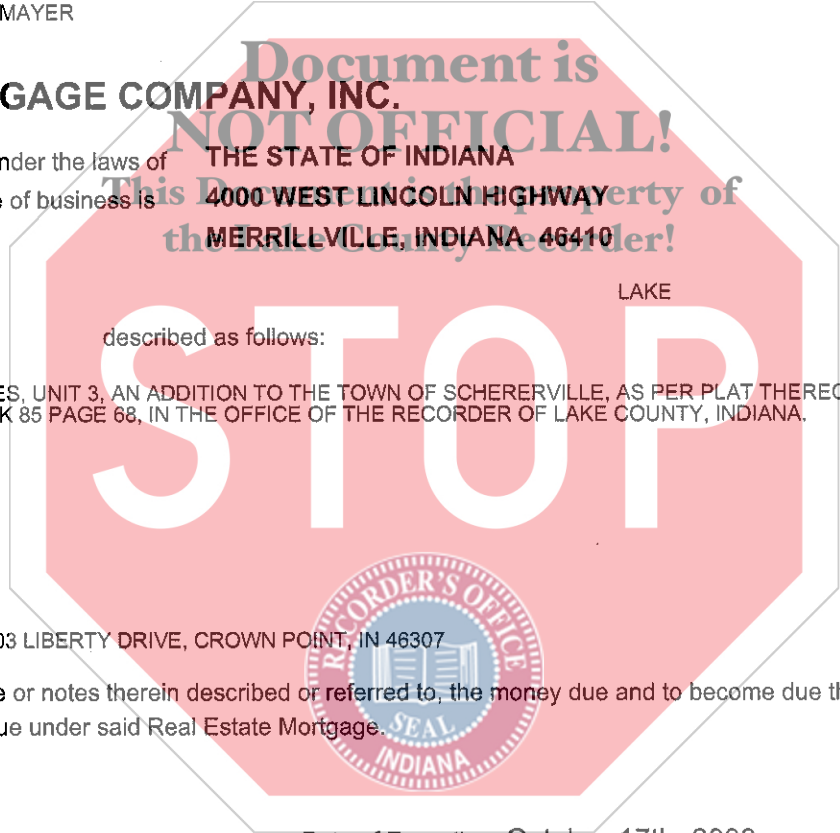 MAYER
Document is
GAGE COMPANY, INC.
NOT OFFICIAL!
nder the laws of THE STATE OF INDIANA
This Document is the property of
e of business is 4000 WEST LINCOLN HIGHWAY
the Lake County Recorder!
MERRILLVILLE, INDIANA 46410
LAKE
described as follows:
STOP
ES, UNIT 3, AN ADDITION TO THE TOWN OF SCHERERVILLE, AS PER PLAT THEREO
K 85 PAGE 68, IN THE OFFICE OF THE RECORDER OF LAKE COUNTY, INDIANA.
RECORDER'S OFFICE
03 LIBERTY DRIVE, CROWN POINT, IN 46307
e or notes therein described or referred to, the money due and to become due th
ue under said Real Estate Mortgage.
SEAL
INDIANA